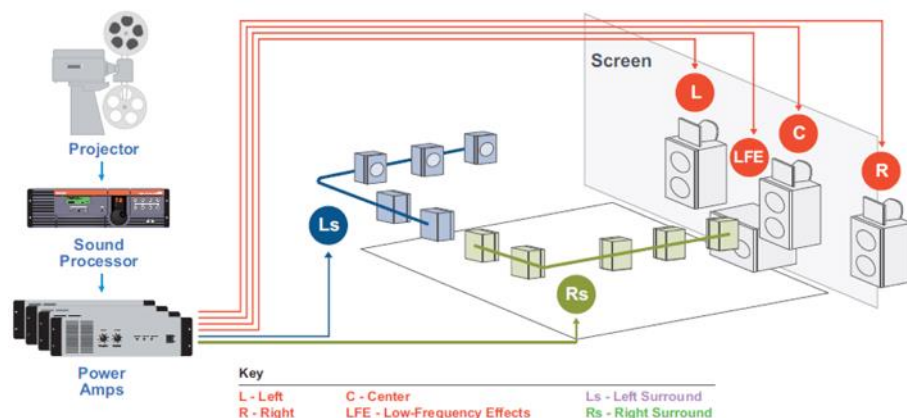 Projector
Sound
Processor
Power
Amps
Screen
L
C
LFE
R
Ls
Rs
Key
L - Left
R - Right
C - Center
LFE - Low-Frequency Effects
Ls - Left Surround
Rs - Right Surround